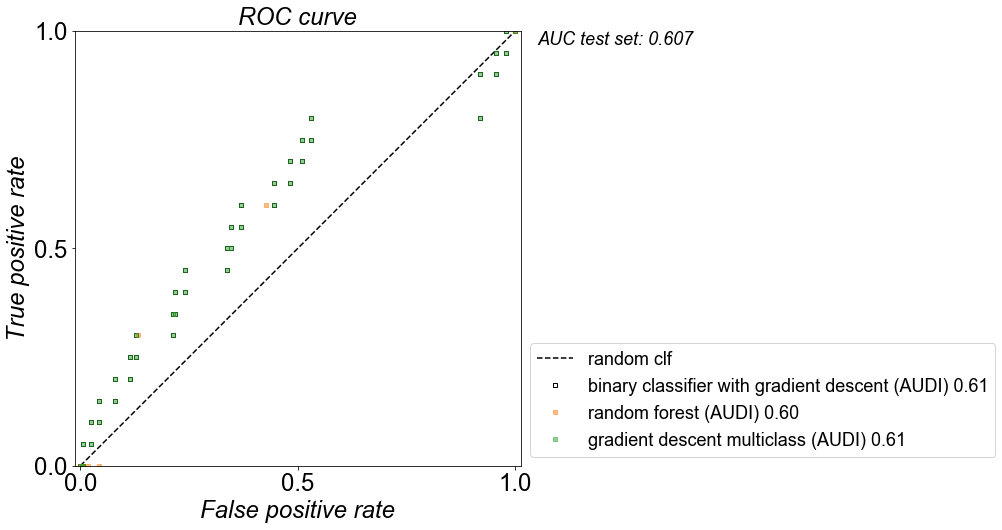 ROC curve
AUC test set: 0.607
1.0
0.5
0.0
True positive rate
0.0 0.5 1.0
False positive rate
random clf
binary classifier with gradient descent (AUDI) 0.61
random forest (AUDI) 0.60
gradient descent multiclass (AUDI) 0.61